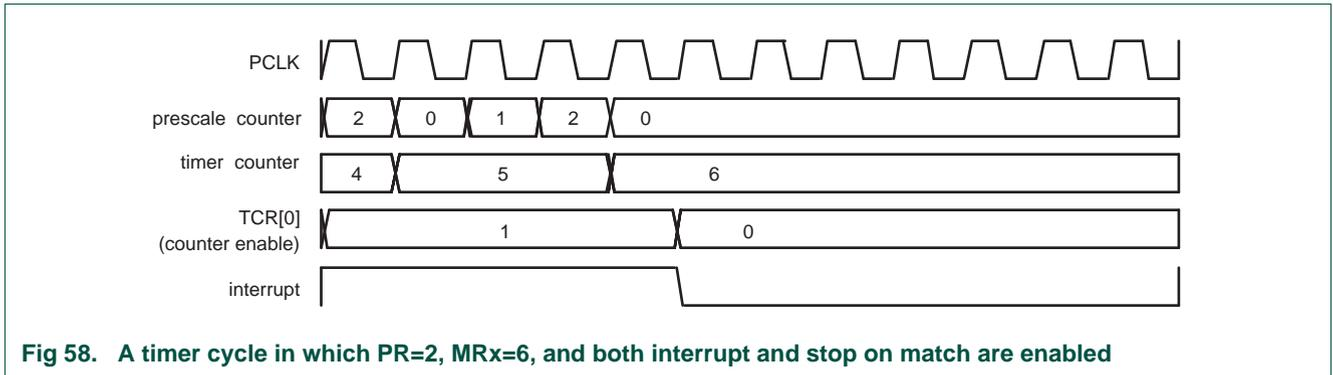 PCLK
prescale counter 2 0 1 2 0
timer counter 4 5 6
TCR[0]
(counter enable) 1 0
interrupt
Fig 58. A timer cycle in which PR=2, MRx=6, and both interrupt and stop on match are enabled